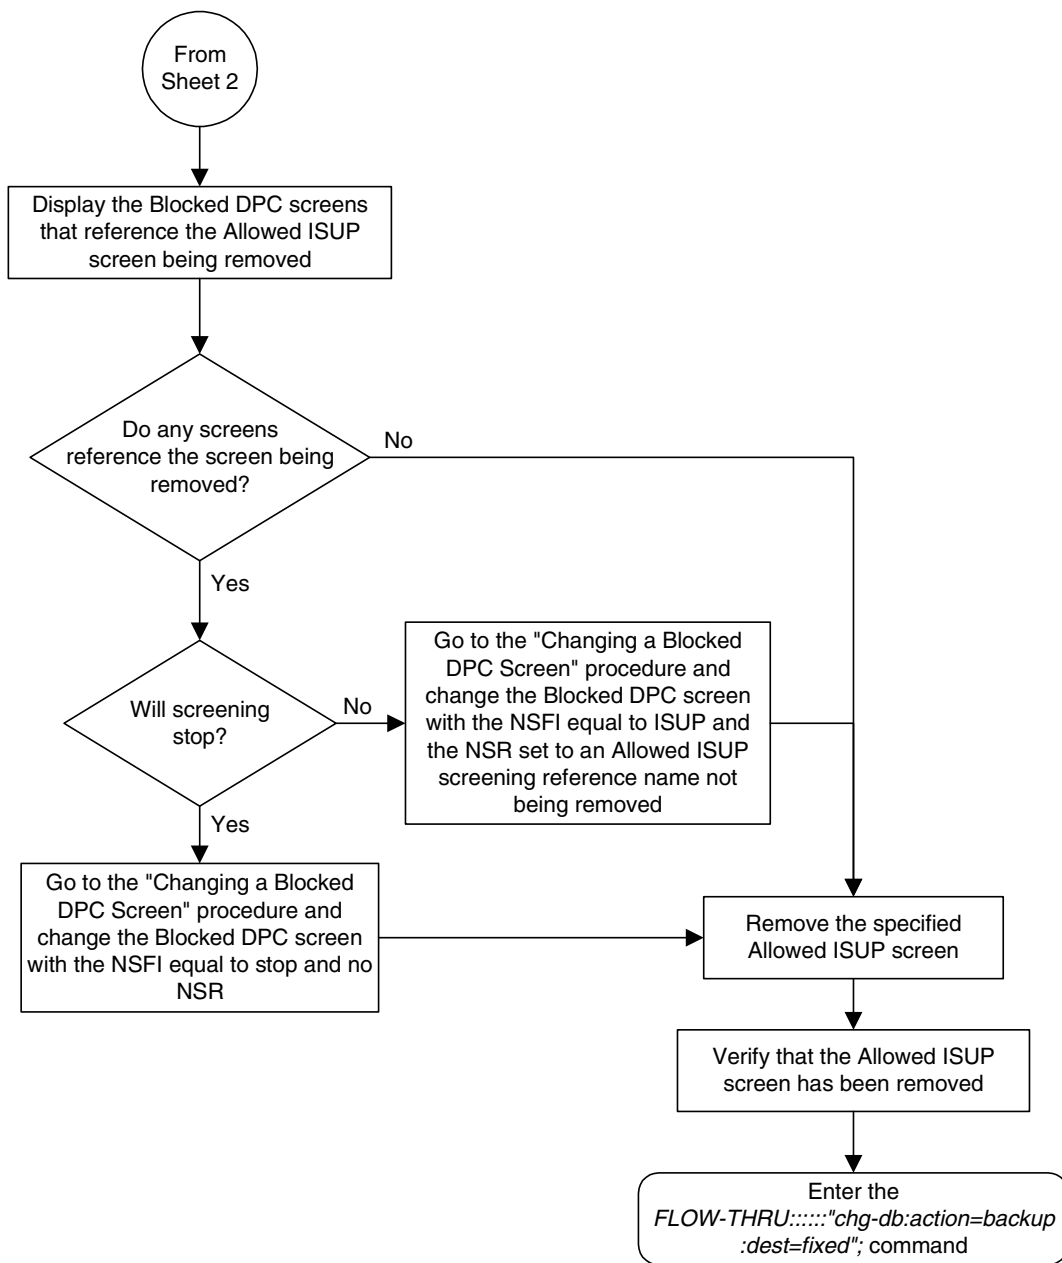 From
Sheet 2
Display the Blocked DPC screens
that reference the Allowed ISUP
screen being removed
Do any screens
reference the screen being
removed?
No
Yes
Will screening
stop?
No
Go to the "Changing a Blocked
DPC Screen" procedure and
change the Blocked DPC screen
with the NSFI equal to ISUP and
the NSR set to an Allowed ISUP
screening reference name not
being removed
Yes
Go to the "Changing a Blocked
DPC Screen" procedure and
change the Blocked DPC screen
with the NSFI equal to stop and no
NSR
Remove the specified
Allowed ISUP screen
Verify that the Allowed ISUP
screen has been removed
Enter the
FLOW-THRU::::::"chg-db:action=backup
:dest=fixed"; command